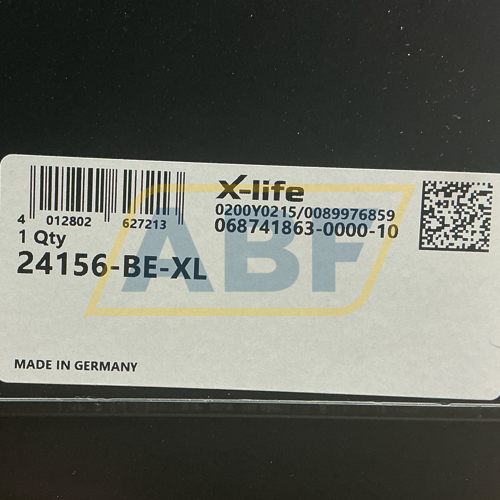 X-life
0200Y0215/0089976859
068741863-0000-10
4 012802 627213
1 Qty
24156-BE-XL
ABF
MADE IN GERMANY